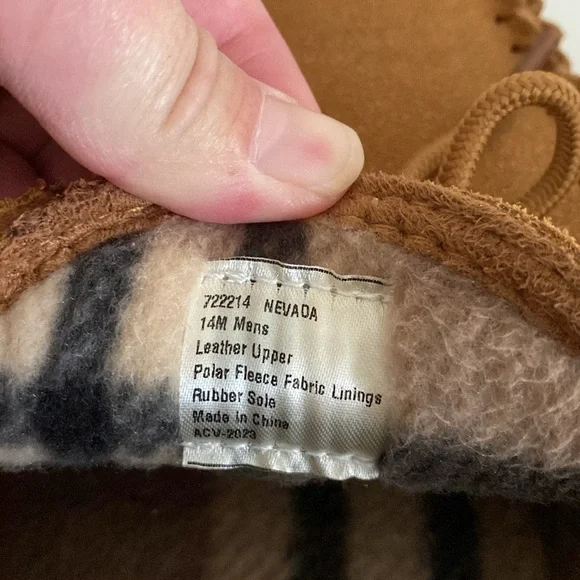 722214 NEVADA
14M Mens
Leather Upper
Polar Fleece Fabric Linings
Rubber Sole
Made In China
ACV-2023